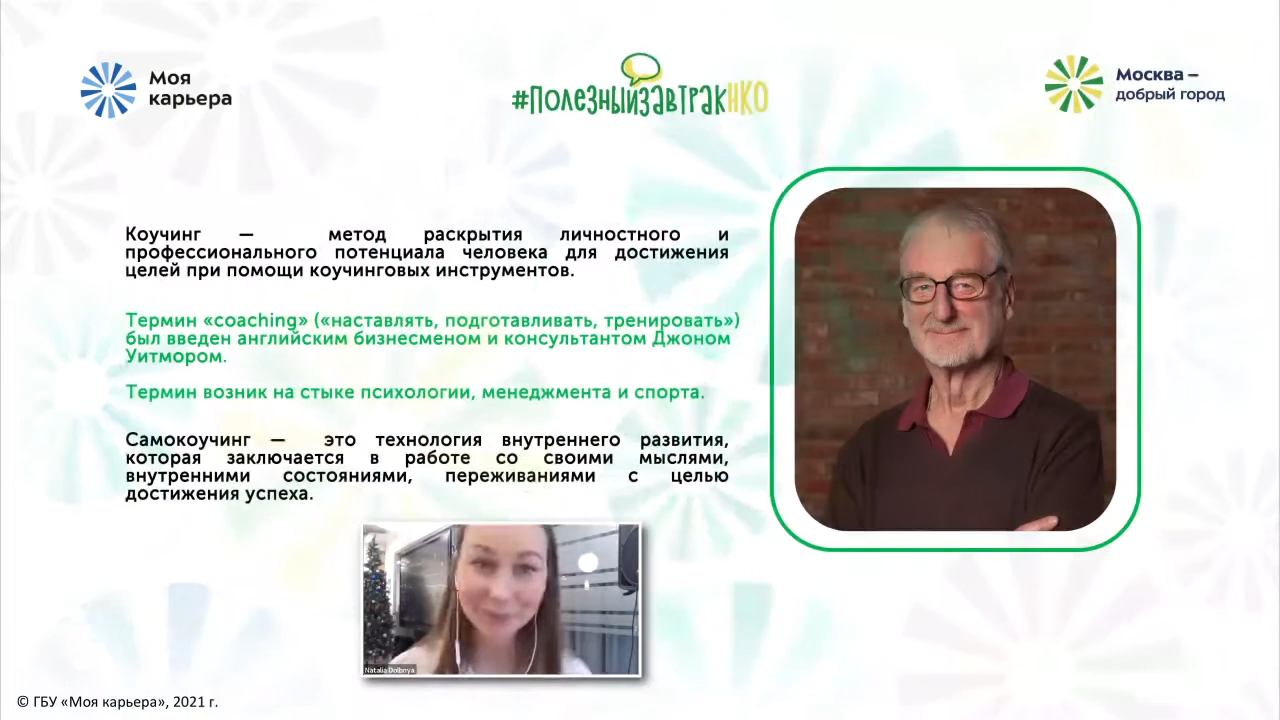 Моя
карьера
#ПолезныйзавтракНКО
Москва –
добрый город
Коучинг — метод раскрытия личностного и
профессионального потенциала человека для достижения
целей при помощи коучинговых инструментов.
Термин «coaching» («наставлять, подготавливать, тренировать»)
был введен английским бизнесменом и консультантом Джоном
Уитмором.
Термин возник на стыке психологии, менеджмента и спорта.
Самокоучинг — это технология внутреннего развития,
которая заключается в работе со своими мыслями,
внутренними состояниями, переживаниями с целью
достижения успеха.
Natalia Dolbnya
© ГБУ «Моя карьера», 2021 г.